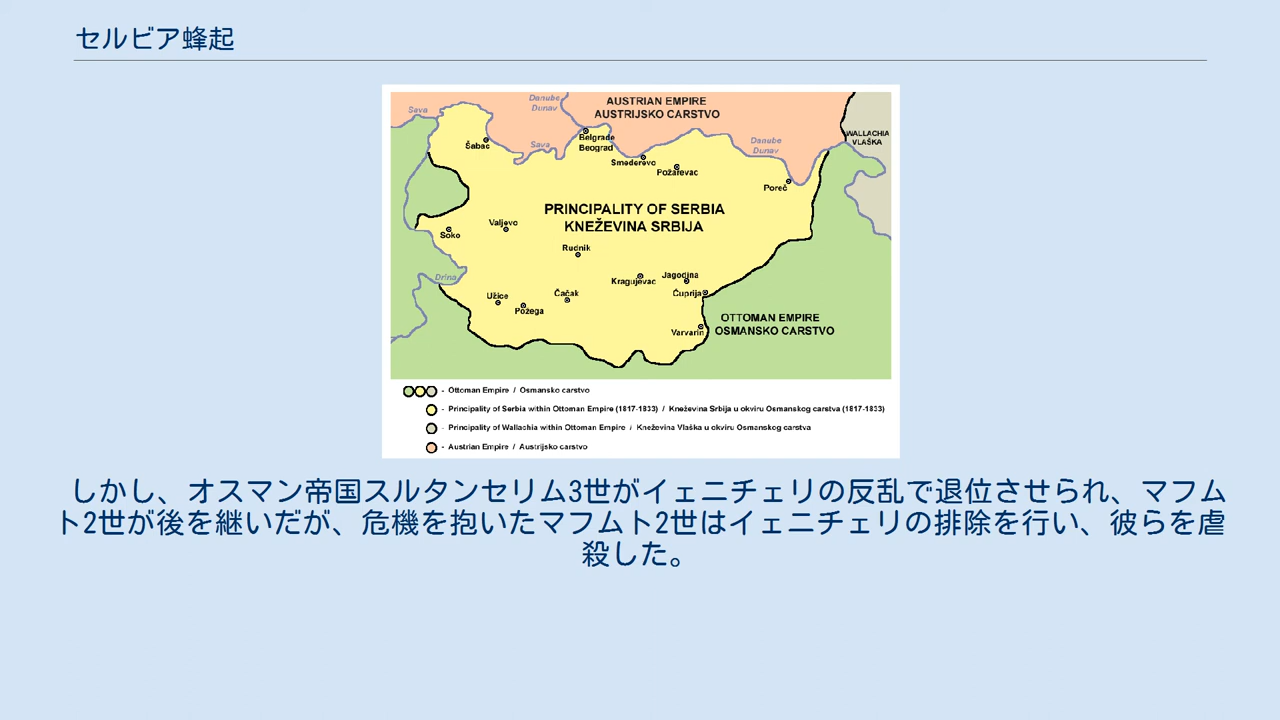 セルビア蜂起
Sava
Danube
Dunav
AUSTRIAN EMPIRE
AUSTRIJSKO CARSTVO
WALLACHIA
VLAŠKA
Šabac
Sava
Belgrade
Beograd
Smederevo
Požarevac
Danube
Dunav
Poreč
PRINCIPALITY OF SERBIA
KNEŽEVINA SRBIJA
Soko
Valjevo
Rudnik
Drina
Kragujevac
Jagodina
Ćuprija
Užice
Požega
Čačak
Varvarin
OTTOMAN EMPIRE
OSMANSKO CARSTVO
- Ottoman Empire / Osmansko carstvo
- Principality of Serbia within Ottoman Empire (1817-1833) / Kneževina Srbija u okviru Osmanskog carstva (1817-1833)
- Principality of Wallachia within Ottoman Empire / Kneževina Vlaška u okviru Osmanskog carstva
- Austrian Empire / Austrijsko carstvo
しかし、オスマン帝国スルタンセリム3世がイェニチェリの反乱で退位させられ、マフム
ト2世が後を継いだが、危機を抱いたマフムト2世はイェニチェリの排除を行い、彼らを虐
殺した。